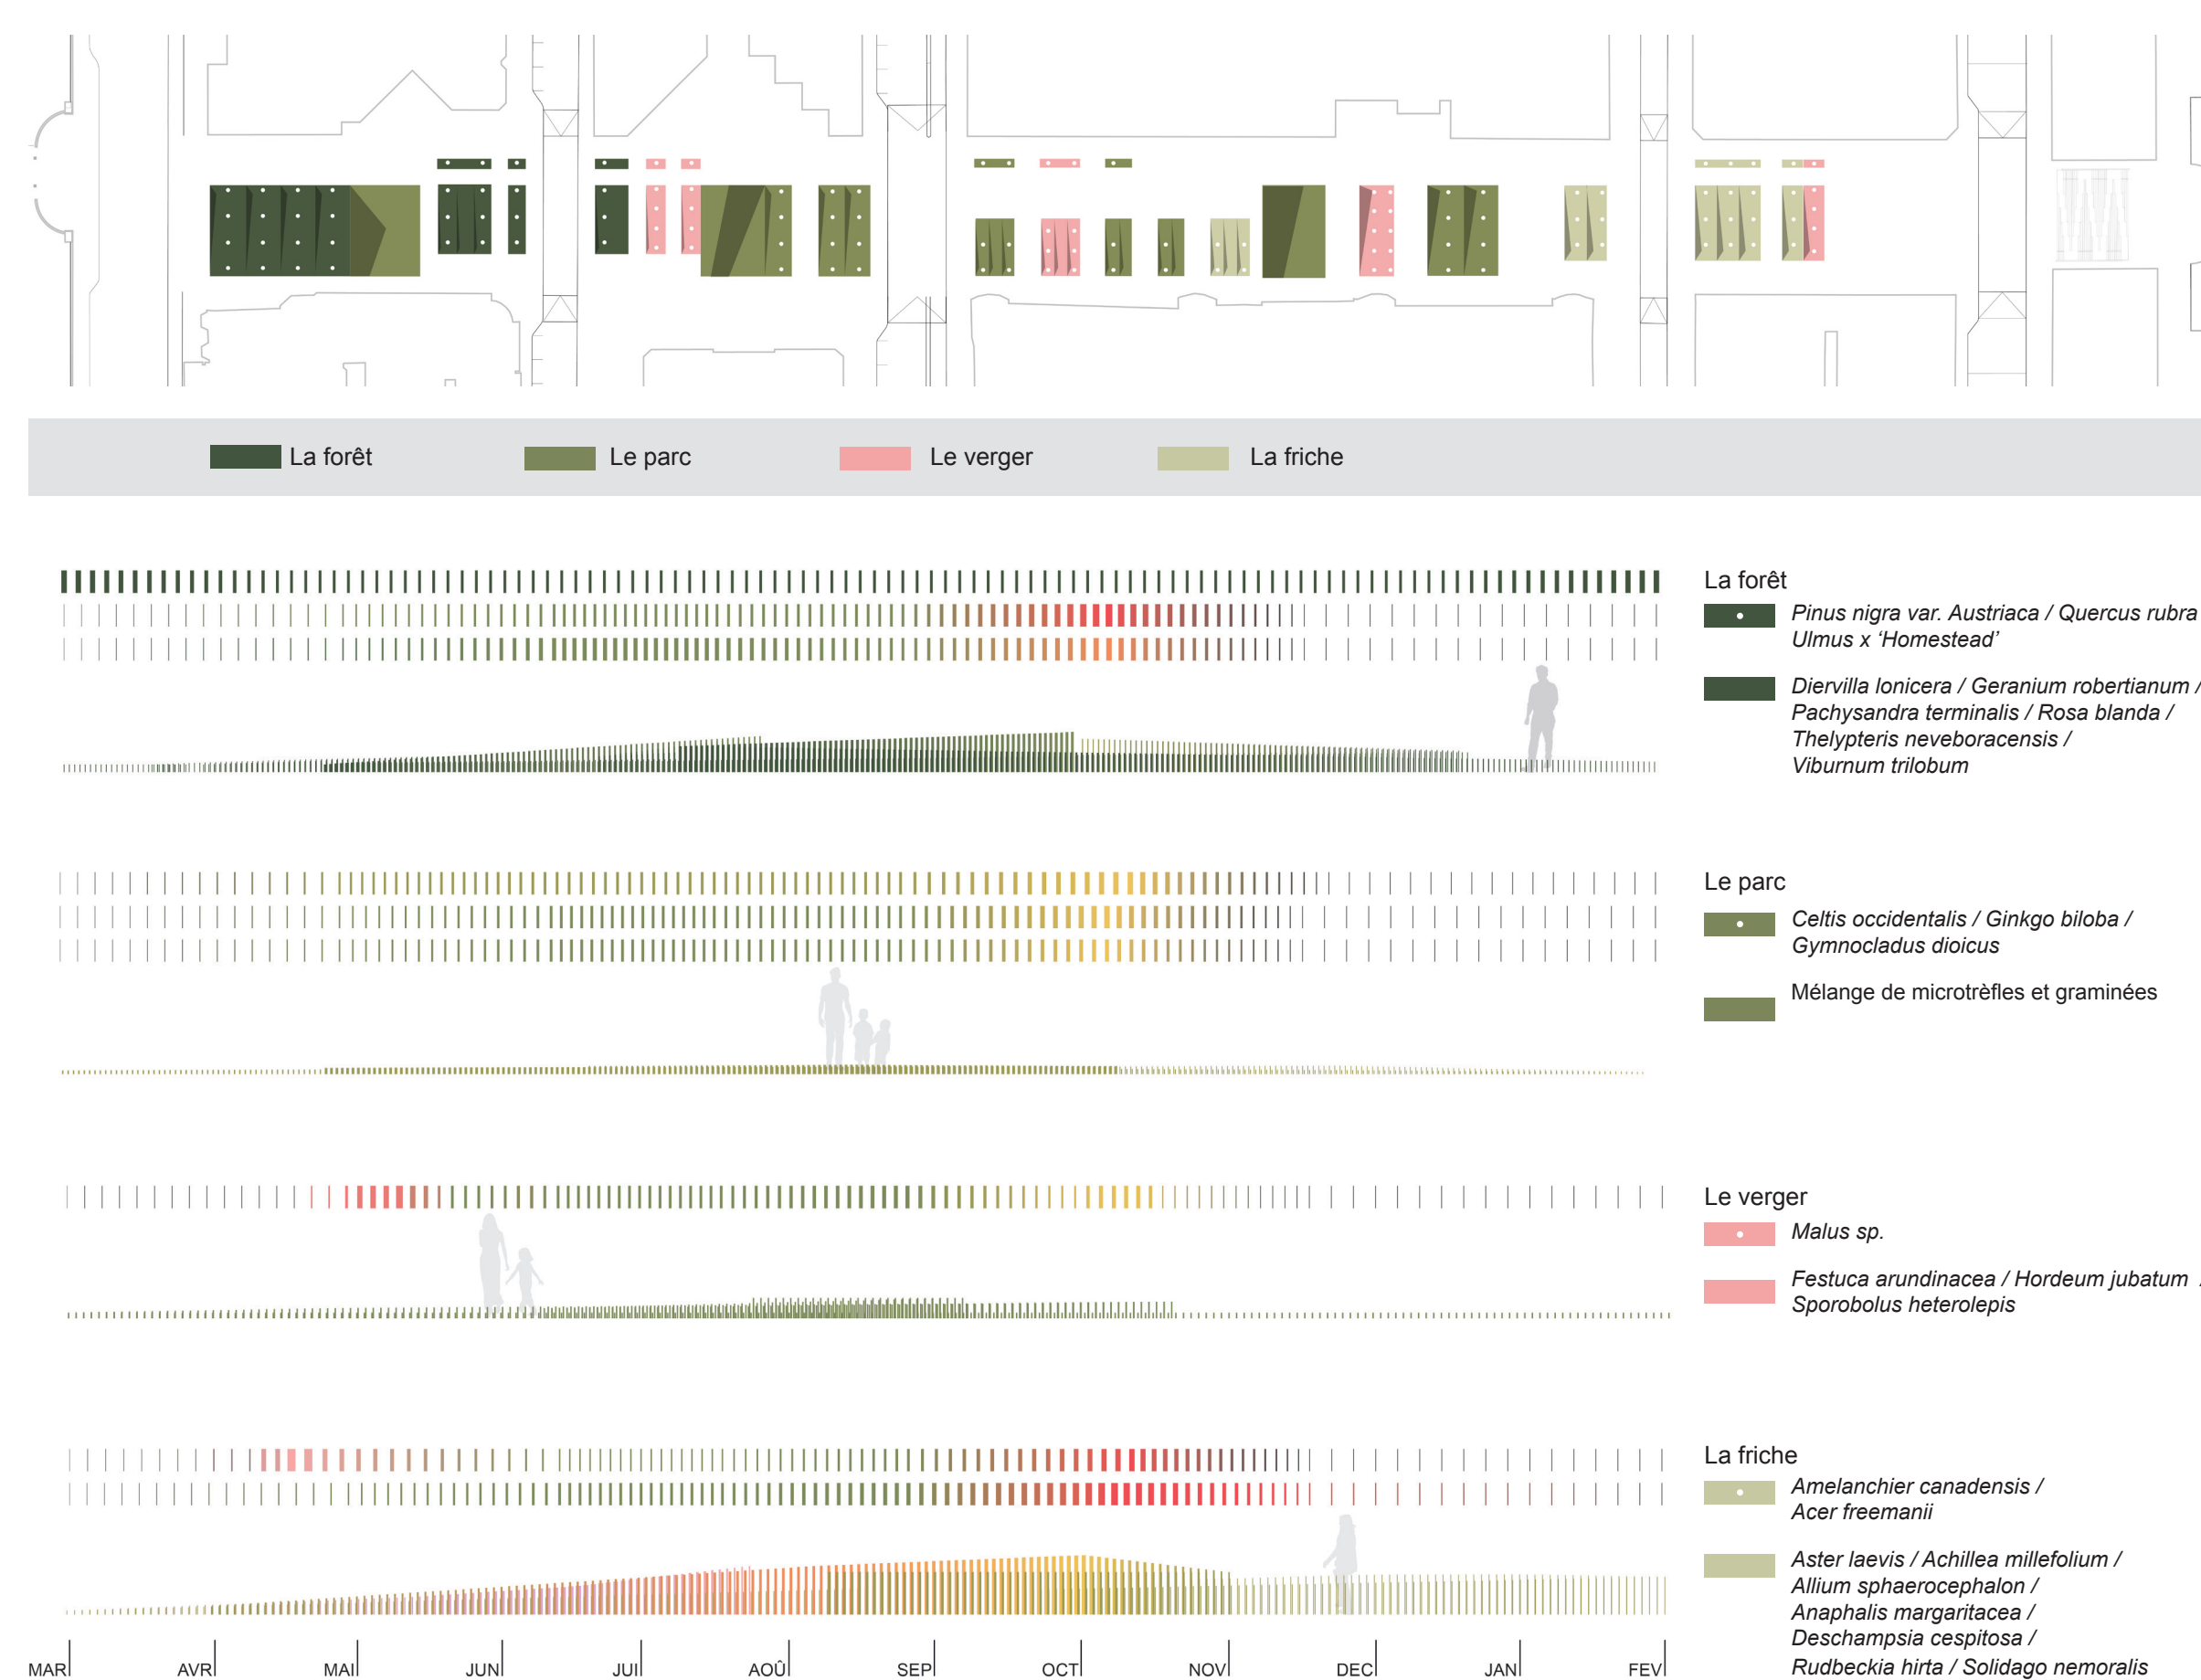 La forêt
Le parc
Le verger
La friche
La forêt
Pinus nigra var. Austriaca / Quercus rubra
Ulmus x ‘Homestead’
Diervilla lonicera / Geranium robertianum /
Pachysandra terminalis / Rosa blanda /
Thelypteris neveboracensis /
Viburnum trilobum
Le parc
Celtis occidentalis / Ginkgo biloba /
Gymnocladus dioicus
Mélange de microtrèfles et graminées
Le verger
Malus sp.
Festuca arundinacea / Hordeum jubatum /
Sporobolus heterolepis
La friche
Amelanchier canadensis /
Acer freemanii
Aster laevis / Achillea millefolium /
Allium sphaerocephalon /
Anaphalis margaritacea /
Deschampsia cespitosa /
Rudbeckia hirta / Solidago nemoralis
MAR AVR MAI JUN JUI AOÛ SEP OCT NOV DEC JAN FEV